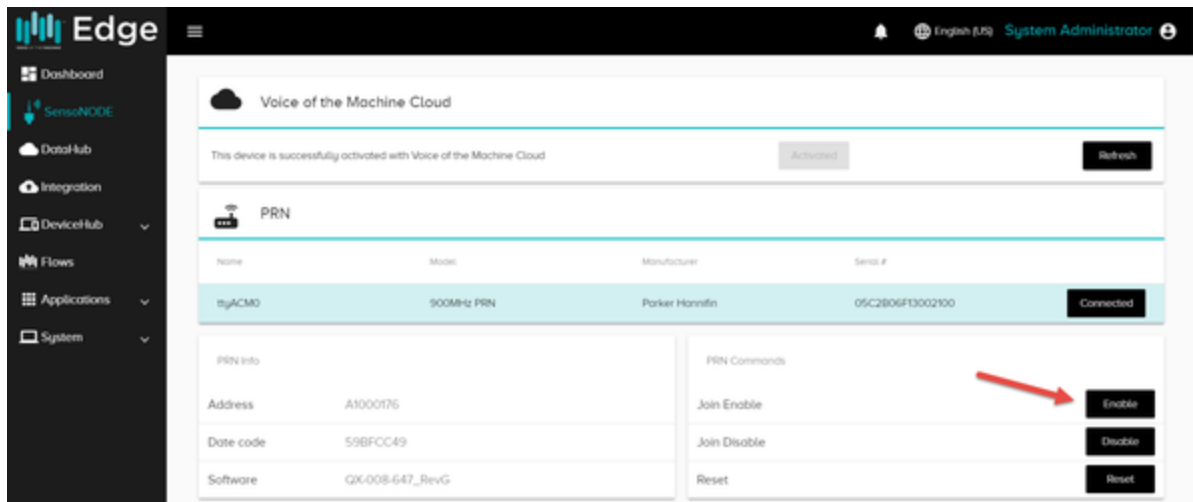 Edge
English (US) System Administrator
Dashboard
SensoNODE
DataHub
Integration
DeviceHub
Flows
Applications
System
Voice of the Machine Cloud
This device is successfully activated with Voice of the Machine Cloud
Activated
Refresh
PRN
Name Model: Manufacturer Serial #
ttyACM0 900MHz PRN Parker Hannifin 05C2B06F13002100 Connected
PRN Info
Address A1000176
Date code 59BFCC49
Software QX-008-647_RevG
PRN Commands
Join Enable Enable
Join Disable Disable
Reset Reset